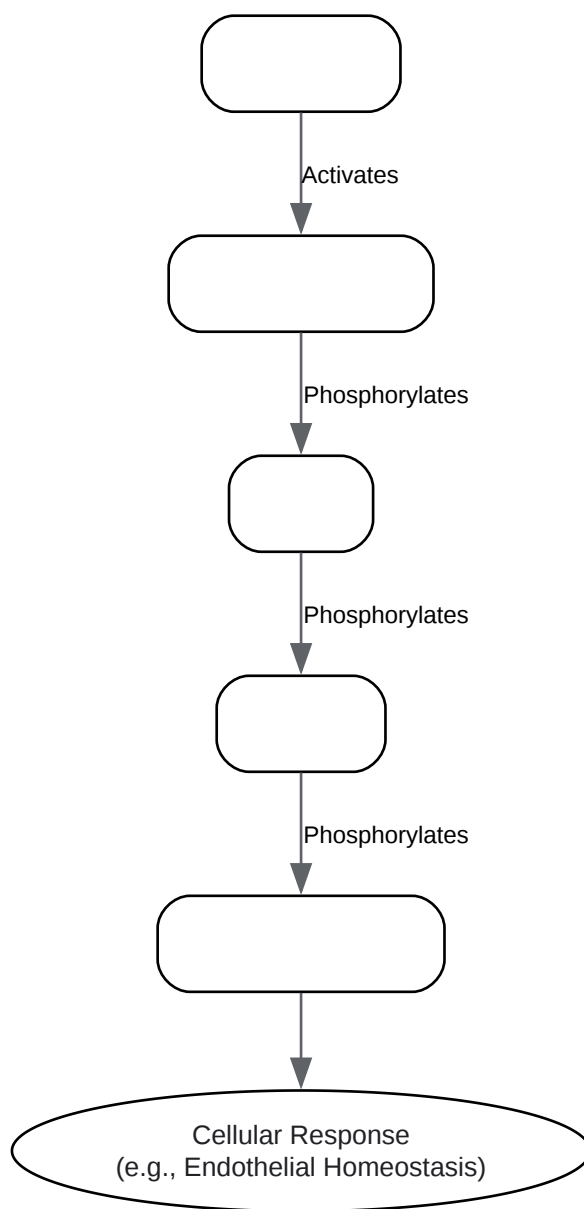 Activates
Phosphorylates
Phosphorylates
Phosphorylates
Cellular Response
(e.g., Endothelial Homeostasis)